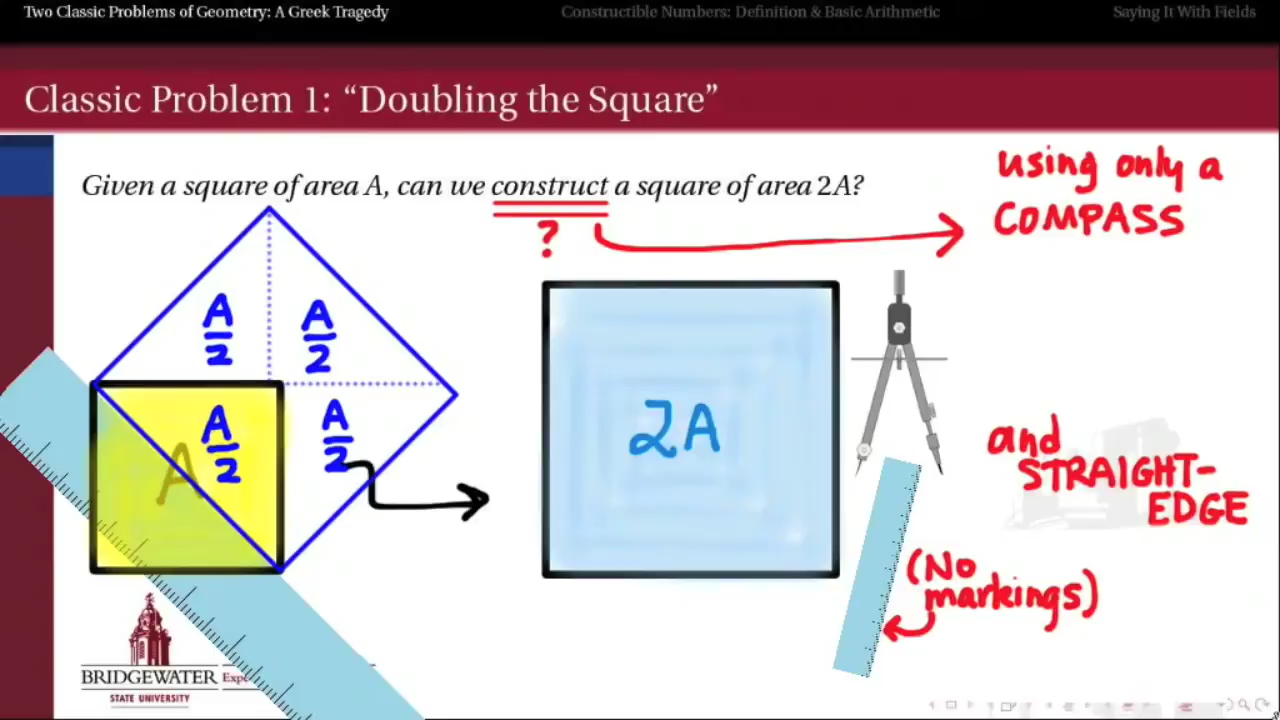 Two Classic Problems of Geometry: A Greek Tragedy
Constructible Numbers: Definition & Basic Arithmetic
Saying It With Fields
Classic Problem 1: “Doubling the Square”
Given a square of area A, can we construct a square of area 2A?
?
using only a
COMPASS
A/2
A/2
A/2
A/2
A
2A
and
STRAIGHT-
EDGE
(No
markings)
BRIDGEWATER
STATE UNIVERSITY